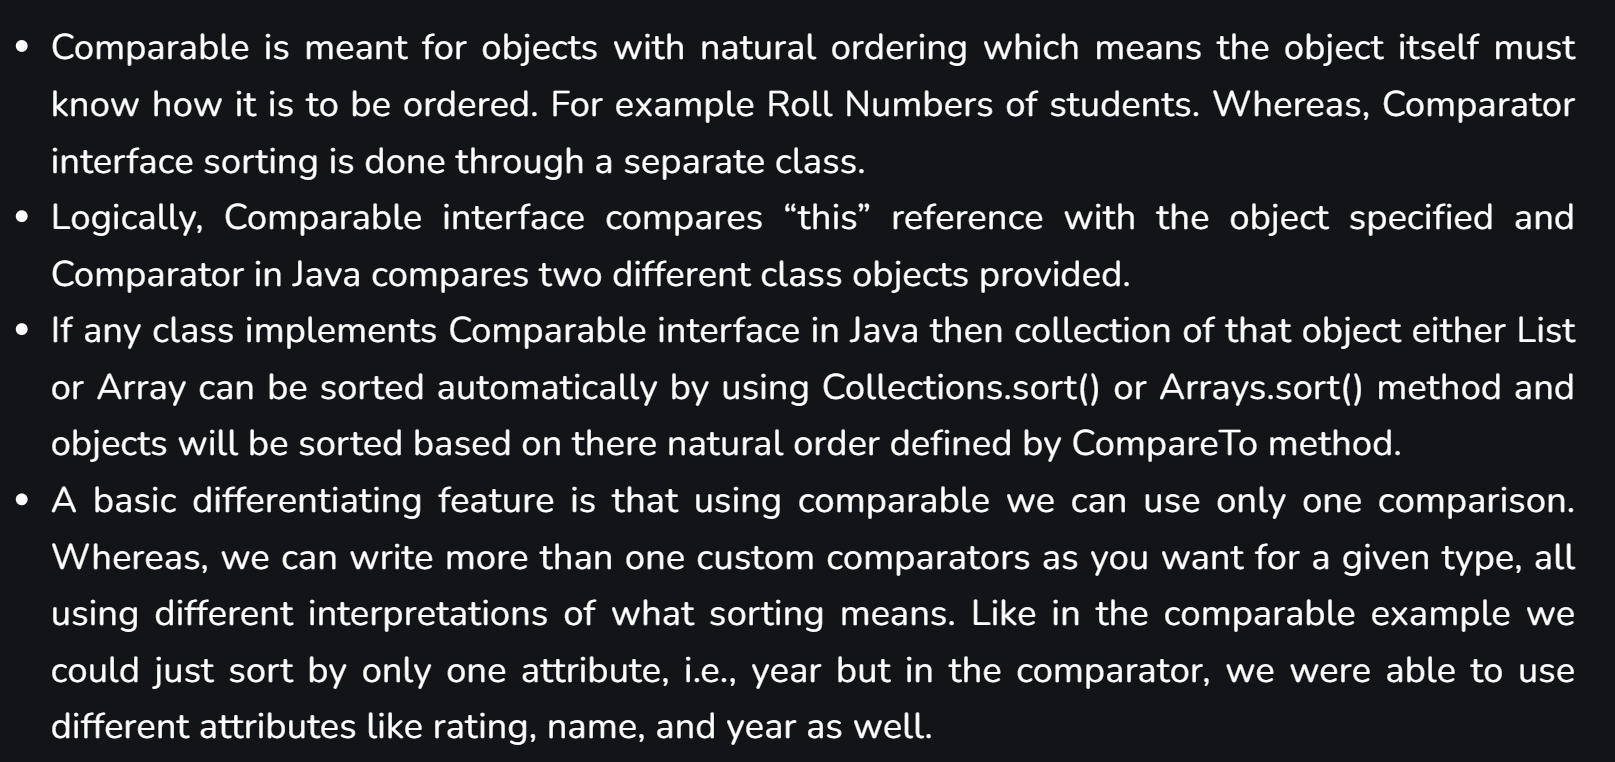 • Comparable is meant for objects with natural ordering which means the object itself must
know how it is to be ordered. For example Roll Numbers of students. Whereas, Comparator
interface sorting is done through a separate class.
• Logically, Comparable interface compares “this” reference with the object specified and
Comparator in Java compares two different class objects provided.
• If any class implements Comparable interface in Java then collection of that object either List
or Array can be sorted automatically by using Collections.sort() or Arrays.sort() method and
objects will be sorted based on there natural order defined by CompareTo method.
• A basic differentiating feature is that using comparable we can use only one comparison.
Whereas, we can write more than one custom comparators as you want for a given type, all
using different interpretations of what sorting means. Like in the comparable example we
could just sort by only one attribute, i.e., year but in the comparator, we were able to use
different attributes like rating, name, and year as well.